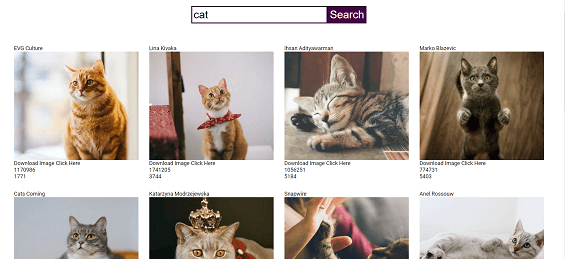 cat Search
EVG Culture
Download Image Click Here
1170986
1771
Lina Kivaka
Download Image Click Here
1741205
3744
Ihsan Adityawarman
Download Image Click Here
1056251
5184
Marko Blazevic
Download Image Click Here
774731
5403
Cats Coming
Katarzyna Modrzejewska
Snapwire
Anel Rossouw